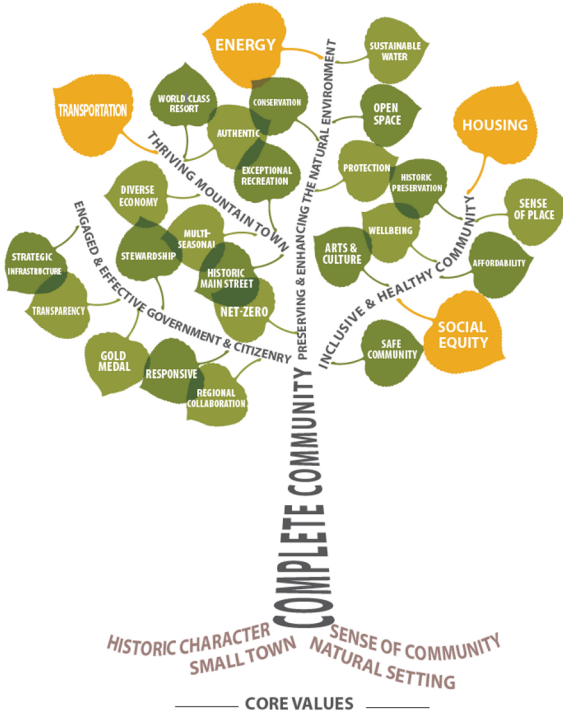 ENERGY
SUSTAINABLE
WATER
TRANSPORTATION
WORLD CLASS
RESORT
CONSERVATION
OPEN
SPACE
HOUSING
AUTHENTIC
THRIVING MOUNTAIN TOWN
EXCEPTIONAL
RECREATION
PRESERVING & ENHANCING THE NATURAL ENVIRONMENT
PROTECTION
HISTORIC
PRESERVATION
DIVERSE
ECONOMY
SENSE
OF PLACE
MULTI-
SEASONAL
WELLBEING
ENGAGED & EFFECTIVE GOVERNMENT & CITIZENRY
STRATEGIC
INFRASTRUCTURE
STEWARDSHIP
HISTORIC
MAIN STREET
ARTS &
CULTURE
AFFORDABILITY
INCLUSIVE & HEALTHY COMMUNITY
TRANSPARENCY
NET-ZERO
SOCIAL
EQUITY
GOLD
MEDAL
RESPONSIVE
SAFE
COMMUNITY
REGIONAL
COLLABORATION
COMPLETE COMMUNITY
HISTORIC CHARACTER
SENSE OF COMMUNITY
SMALL TOWN
NATURAL SETTING
CORE VALUES